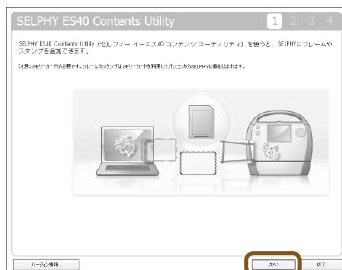 SELPHY ES40 Contents Utility 1 2 3 4
SELPHY ES40 Contents Utility (セルフィー イーエス40 コンテンツ ユーティリティ) を使うと、SELPHYにフレームや
スタンプを追加できます。
バージョン情報... 次へ> 終了